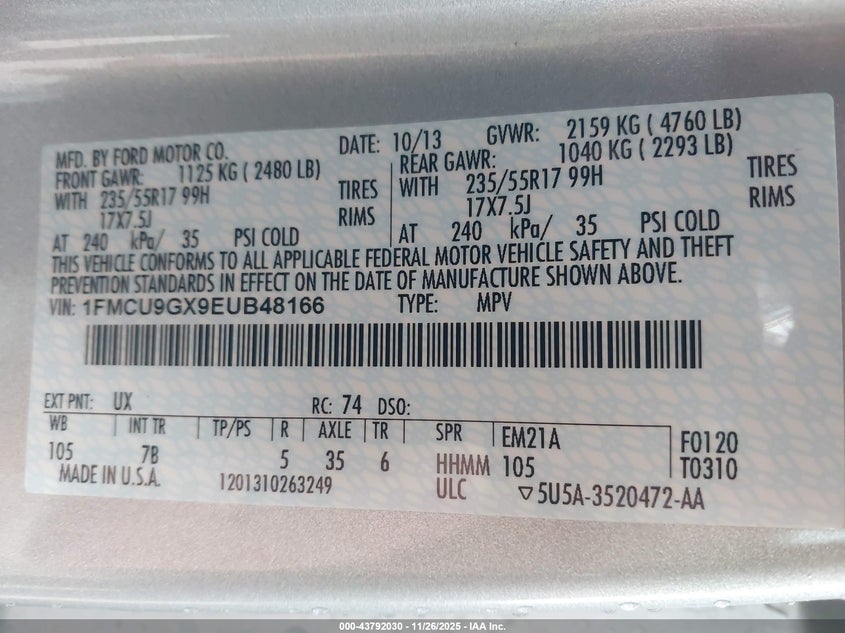 MFD. BY FORD MOTOR CO. DATE: 10/13 GVWR: 2159 KG ( 4760 LB)
FRONT GAWR: 1125 KG ( 2480 LB) REAR GAWR: 1040 KG ( 2293 LB)
WITH 235/55R17 99H TIRES WITH 235/55R17 99H TIRES
17X7.5J RIMS 17X7.5J RIMS
AT 240 kPa/ 35 PSI COLD AT 240 kPa/ 35 PSI COLD
THIS VEHICLE CONFORMS TO ALL APPLICABLE FEDERAL MOTOR VEHICLE SAFETY AND THEFT
PREVENTION STANDARDS IN EFFECT ON THE DATE OF MANUFACTURE SHOWN ABOVE.
VIN: 1FMCU9GX9EUB48166 TYPE: MPV
EXT PNT: UX RC: 74 DSO:
WB INT TR TP/PS R AXLE TR SPR EM21A F0120
105 7B 5 35 6 HHMM 105 T0310
MADE IN U.S.A. 1201310263249 ULC ▽5U5A-3520472-AA
000-43792030 - 11/26/2025 - IAA Inc.